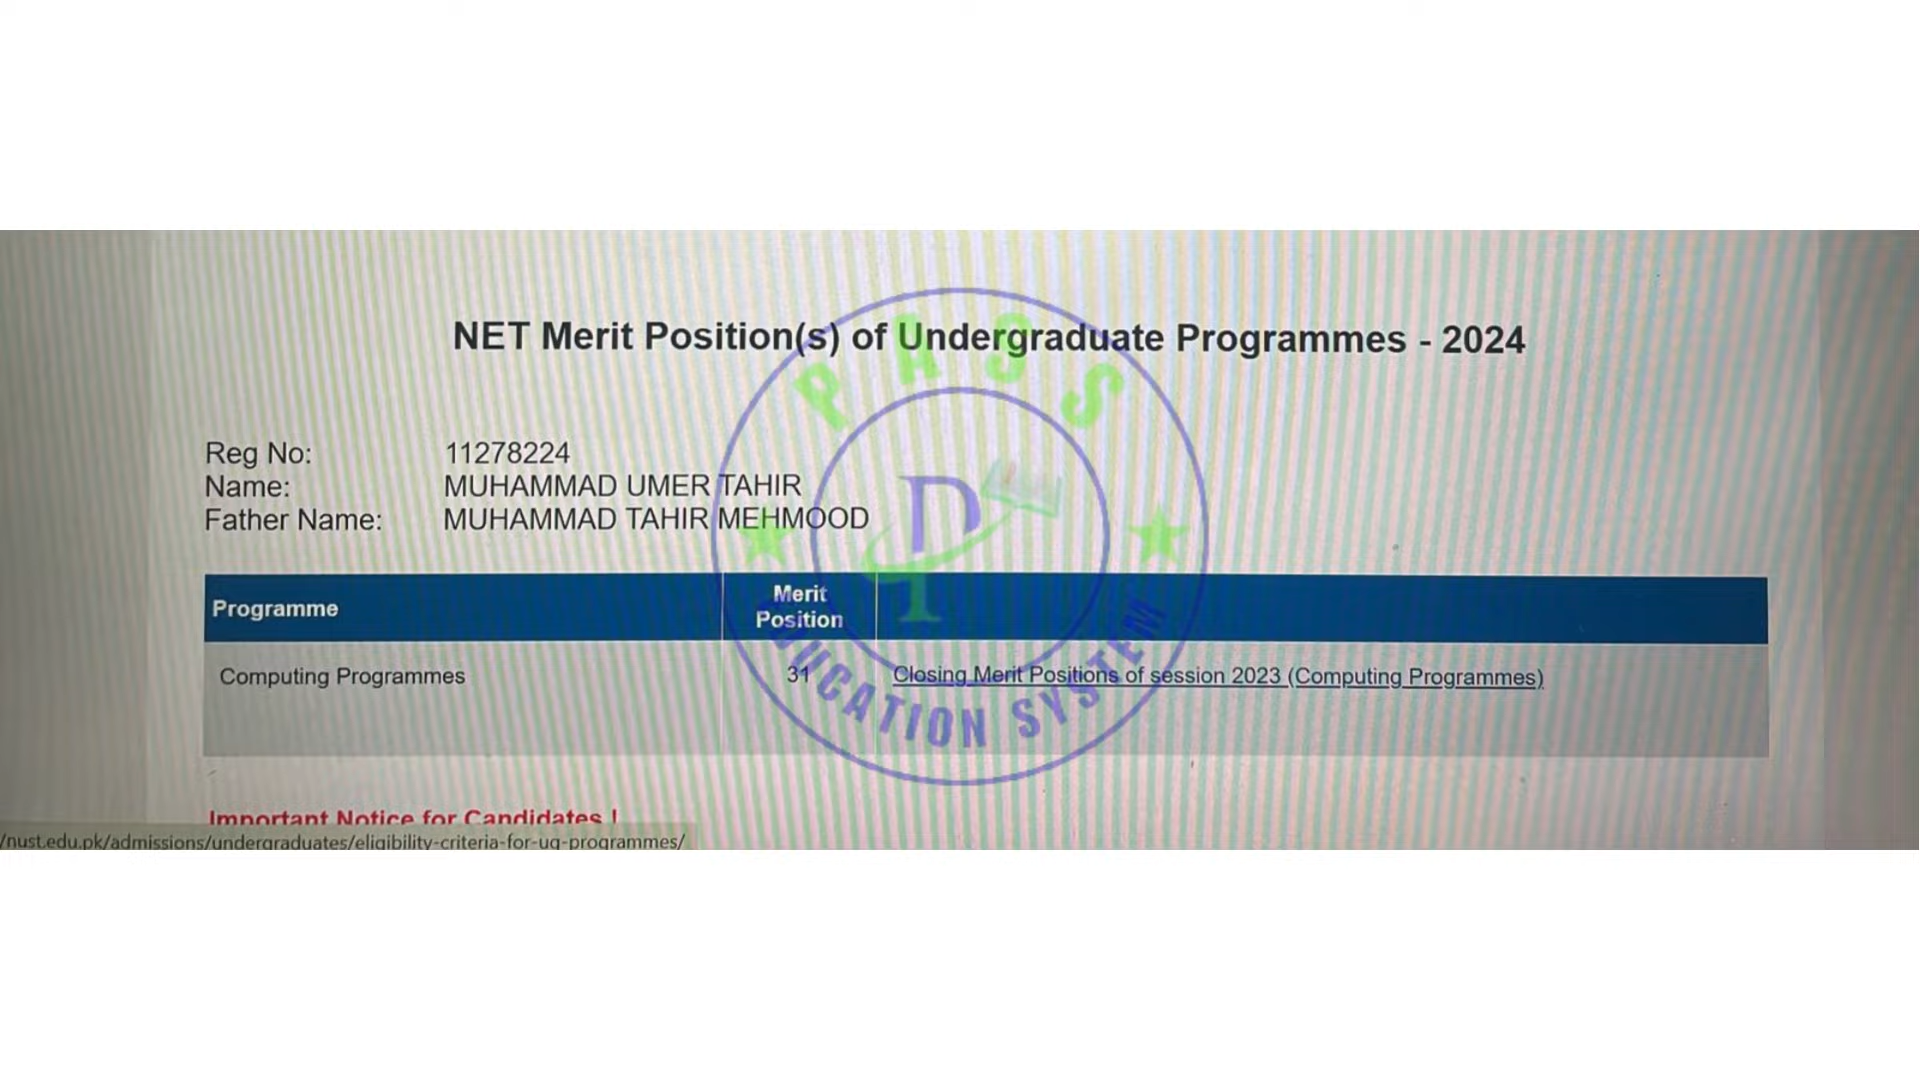 NET Merit Position(s) of Undergraduate Programmes - 2024
PASS
Reg No: 11278224
Name: MUHAMMAD UMER TAHIR
Father Name: MUHAMMAD TAHIR MEHMOOD
Programme Merit Position
Computing Programmes 31 Closing Merit Positions of session 2023 (Computing Programmes)
EDUCATION SYSTEM
Important Notice for Candidates !
/nust.edu.pk/admissions/undergraduates/eligibility-criteria-for-ug-programmes/